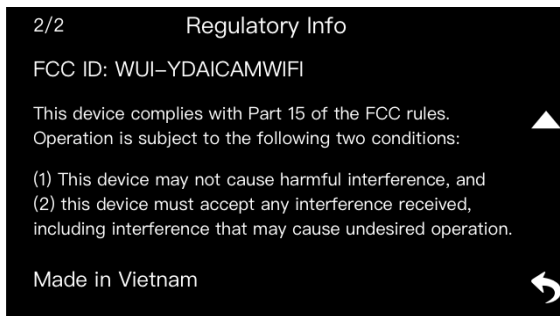 2/2 Regulatory Info
FCC ID: WUI-YDAICAMWIFI
This device complies with Part 15 of the FCC rules.
Operation is subject to the following two conditions:
(1) This device may not cause harmful interference, and
(2) this device must accept any interference received,
including interference that may cause undesired operation.
Made in Vietnam